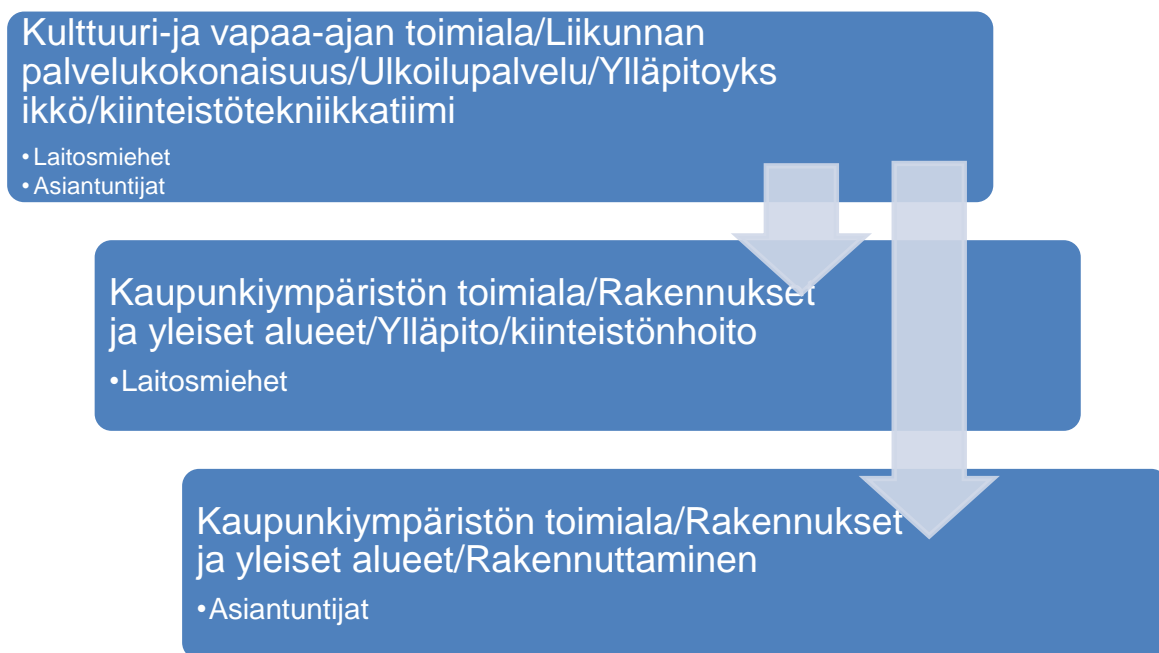 Kulttuuri-ja vapaa-ajan toimiala/Liikunnan
palvelukokonaisuus/Ulkoilupalvelu/Ylläpitoyks
ikkö/kiinteistötekniikkatiimi
• Laitosmiehet
• Asiantuntijat
Kaupunkiympäristön toimiala/Rakennukset
ja yleiset alueet/Ylläpito/kiinteistönhoito
•Laitosmiehet
Kaupunkiympäristön toimiala/Rakennukset
ja yleiset alueet/Rakennuttaminen
•Asiantuntijat